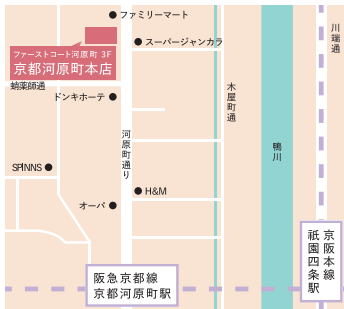 ファミリーマート
スーパージャンカラ
ファーストコート河原町 3F
京都河原町本店
蛸薬師通
ドンキホーテ
川端通
木屋町通
河原町通り
鴨川
SPINNS
H&M
オーパ
祇園四条駅
京阪本線
阪急京都線
京都河原町駅